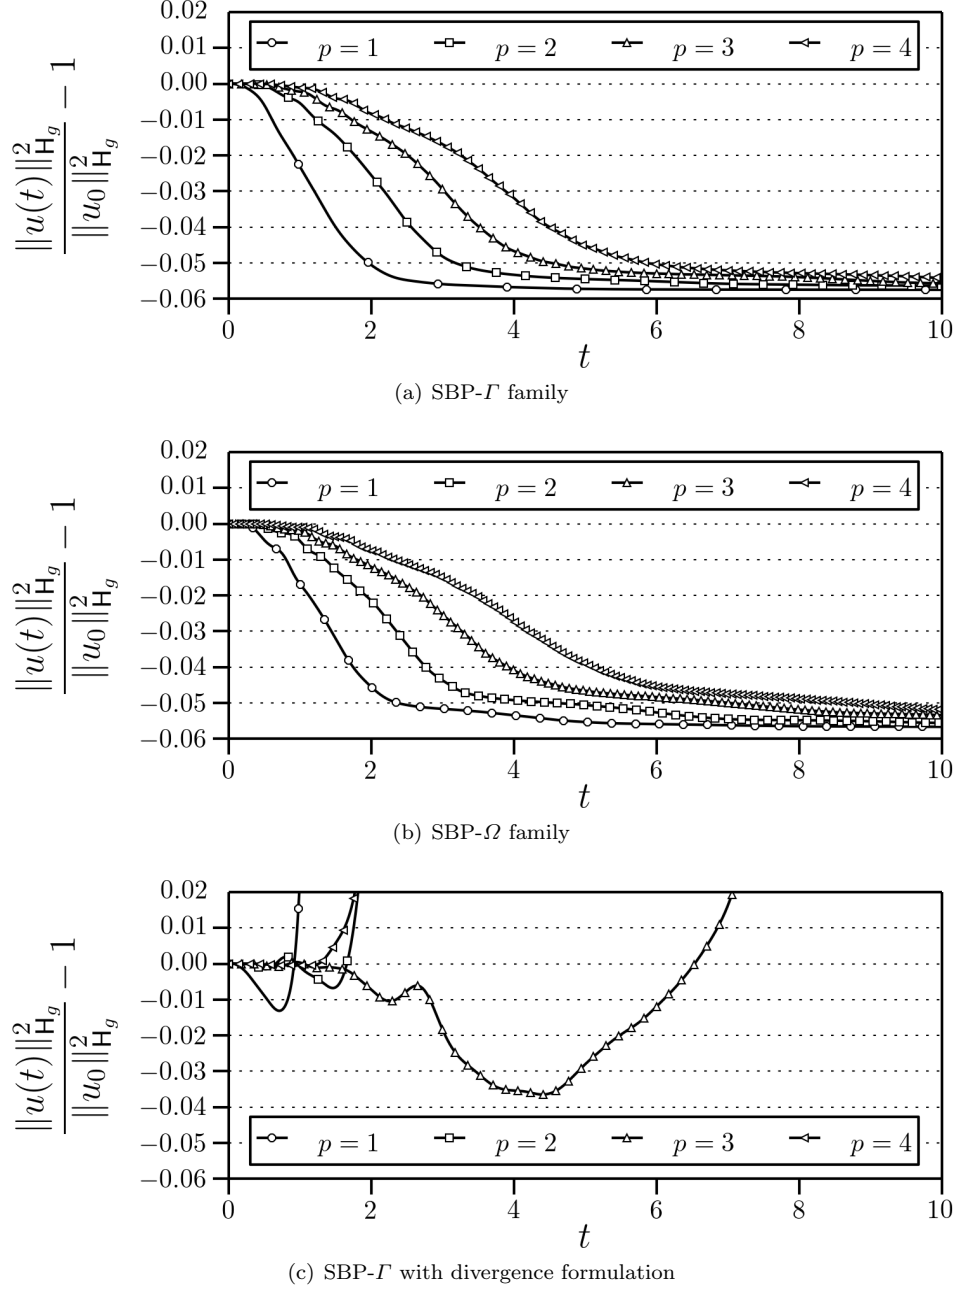 0.02
0.01
0.00
−0.01
−0.02
−0.03
−0.04
−0.05
−0.06
||u(t)||²_{H_g} / ||u₀||²_{H_g} − 1
p = 1 p = 2 p = 3 p = 4
0 2 4 6 8 10
t
(a) SBP-Γ family
0.02
0.01
0.00
−0.01
−0.02
−0.03
−0.04
−0.05
−0.06
||u(t)||²_{H_g} / ||u₀||²_{H_g} − 1
p = 1 p = 2 p = 3 p = 4
0 2 4 6 8 10
t
(b) SBP-Ω family
0.02
0.01
0.00
−0.01
−0.02
−0.03
−0.04
−0.05
−0.06
||u(t)||²_{H_g} / ||u₀||²_{H_g} − 1
p = 1 p = 2 p = 3 p = 4
0 2 4 6 8 10
t
(c) SBP-Γ with divergence formulation